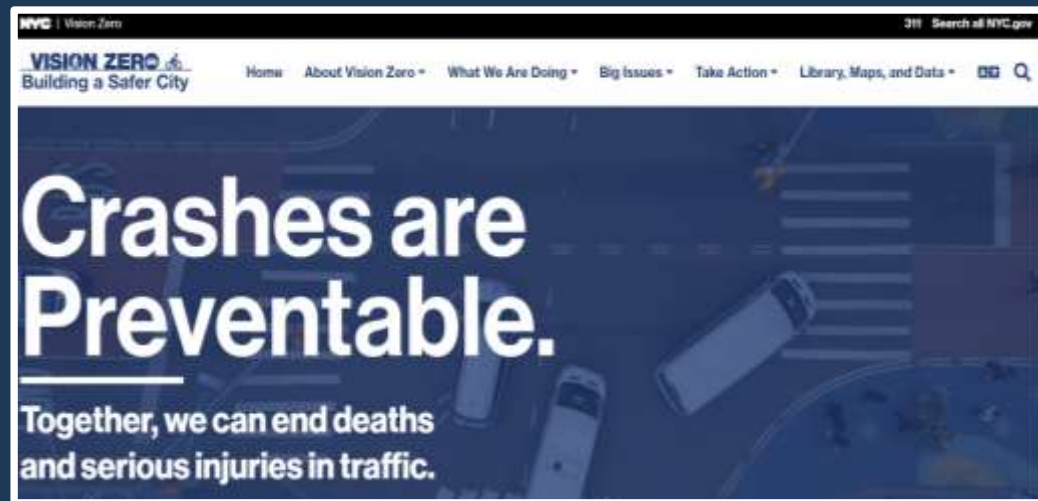 NYC | Vision Zero
311 Search all NYC.gov
VISION ZERO
Building a Safer City
Home About Vision Zero What We Are Doing Big Issues Take Action Library, Maps, and Data
Crashes are
Preventable.
Together, we can end deaths
and serious injuries in traffic.